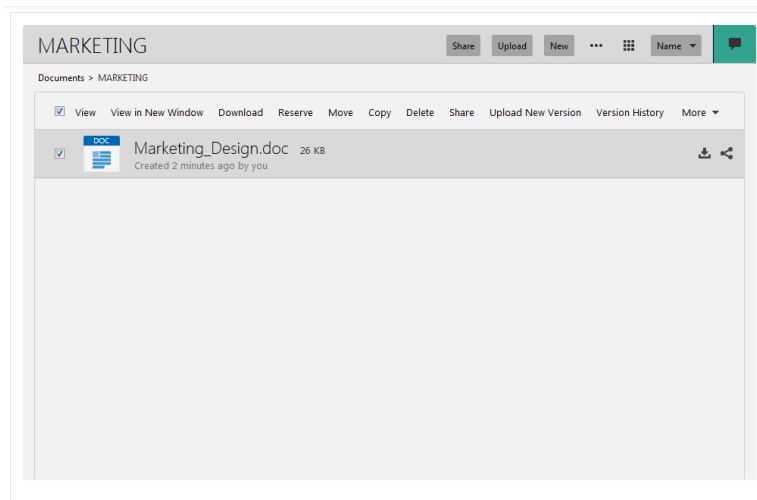 MARKETING Share Upload New ••• Name
Documents > MARKETING
View View in New Window Download Reserve Move Copy Delete Share Upload New Version Version History More
DOC
Marketing_Design.doc 26 KB
Created 2 minutes ago by you